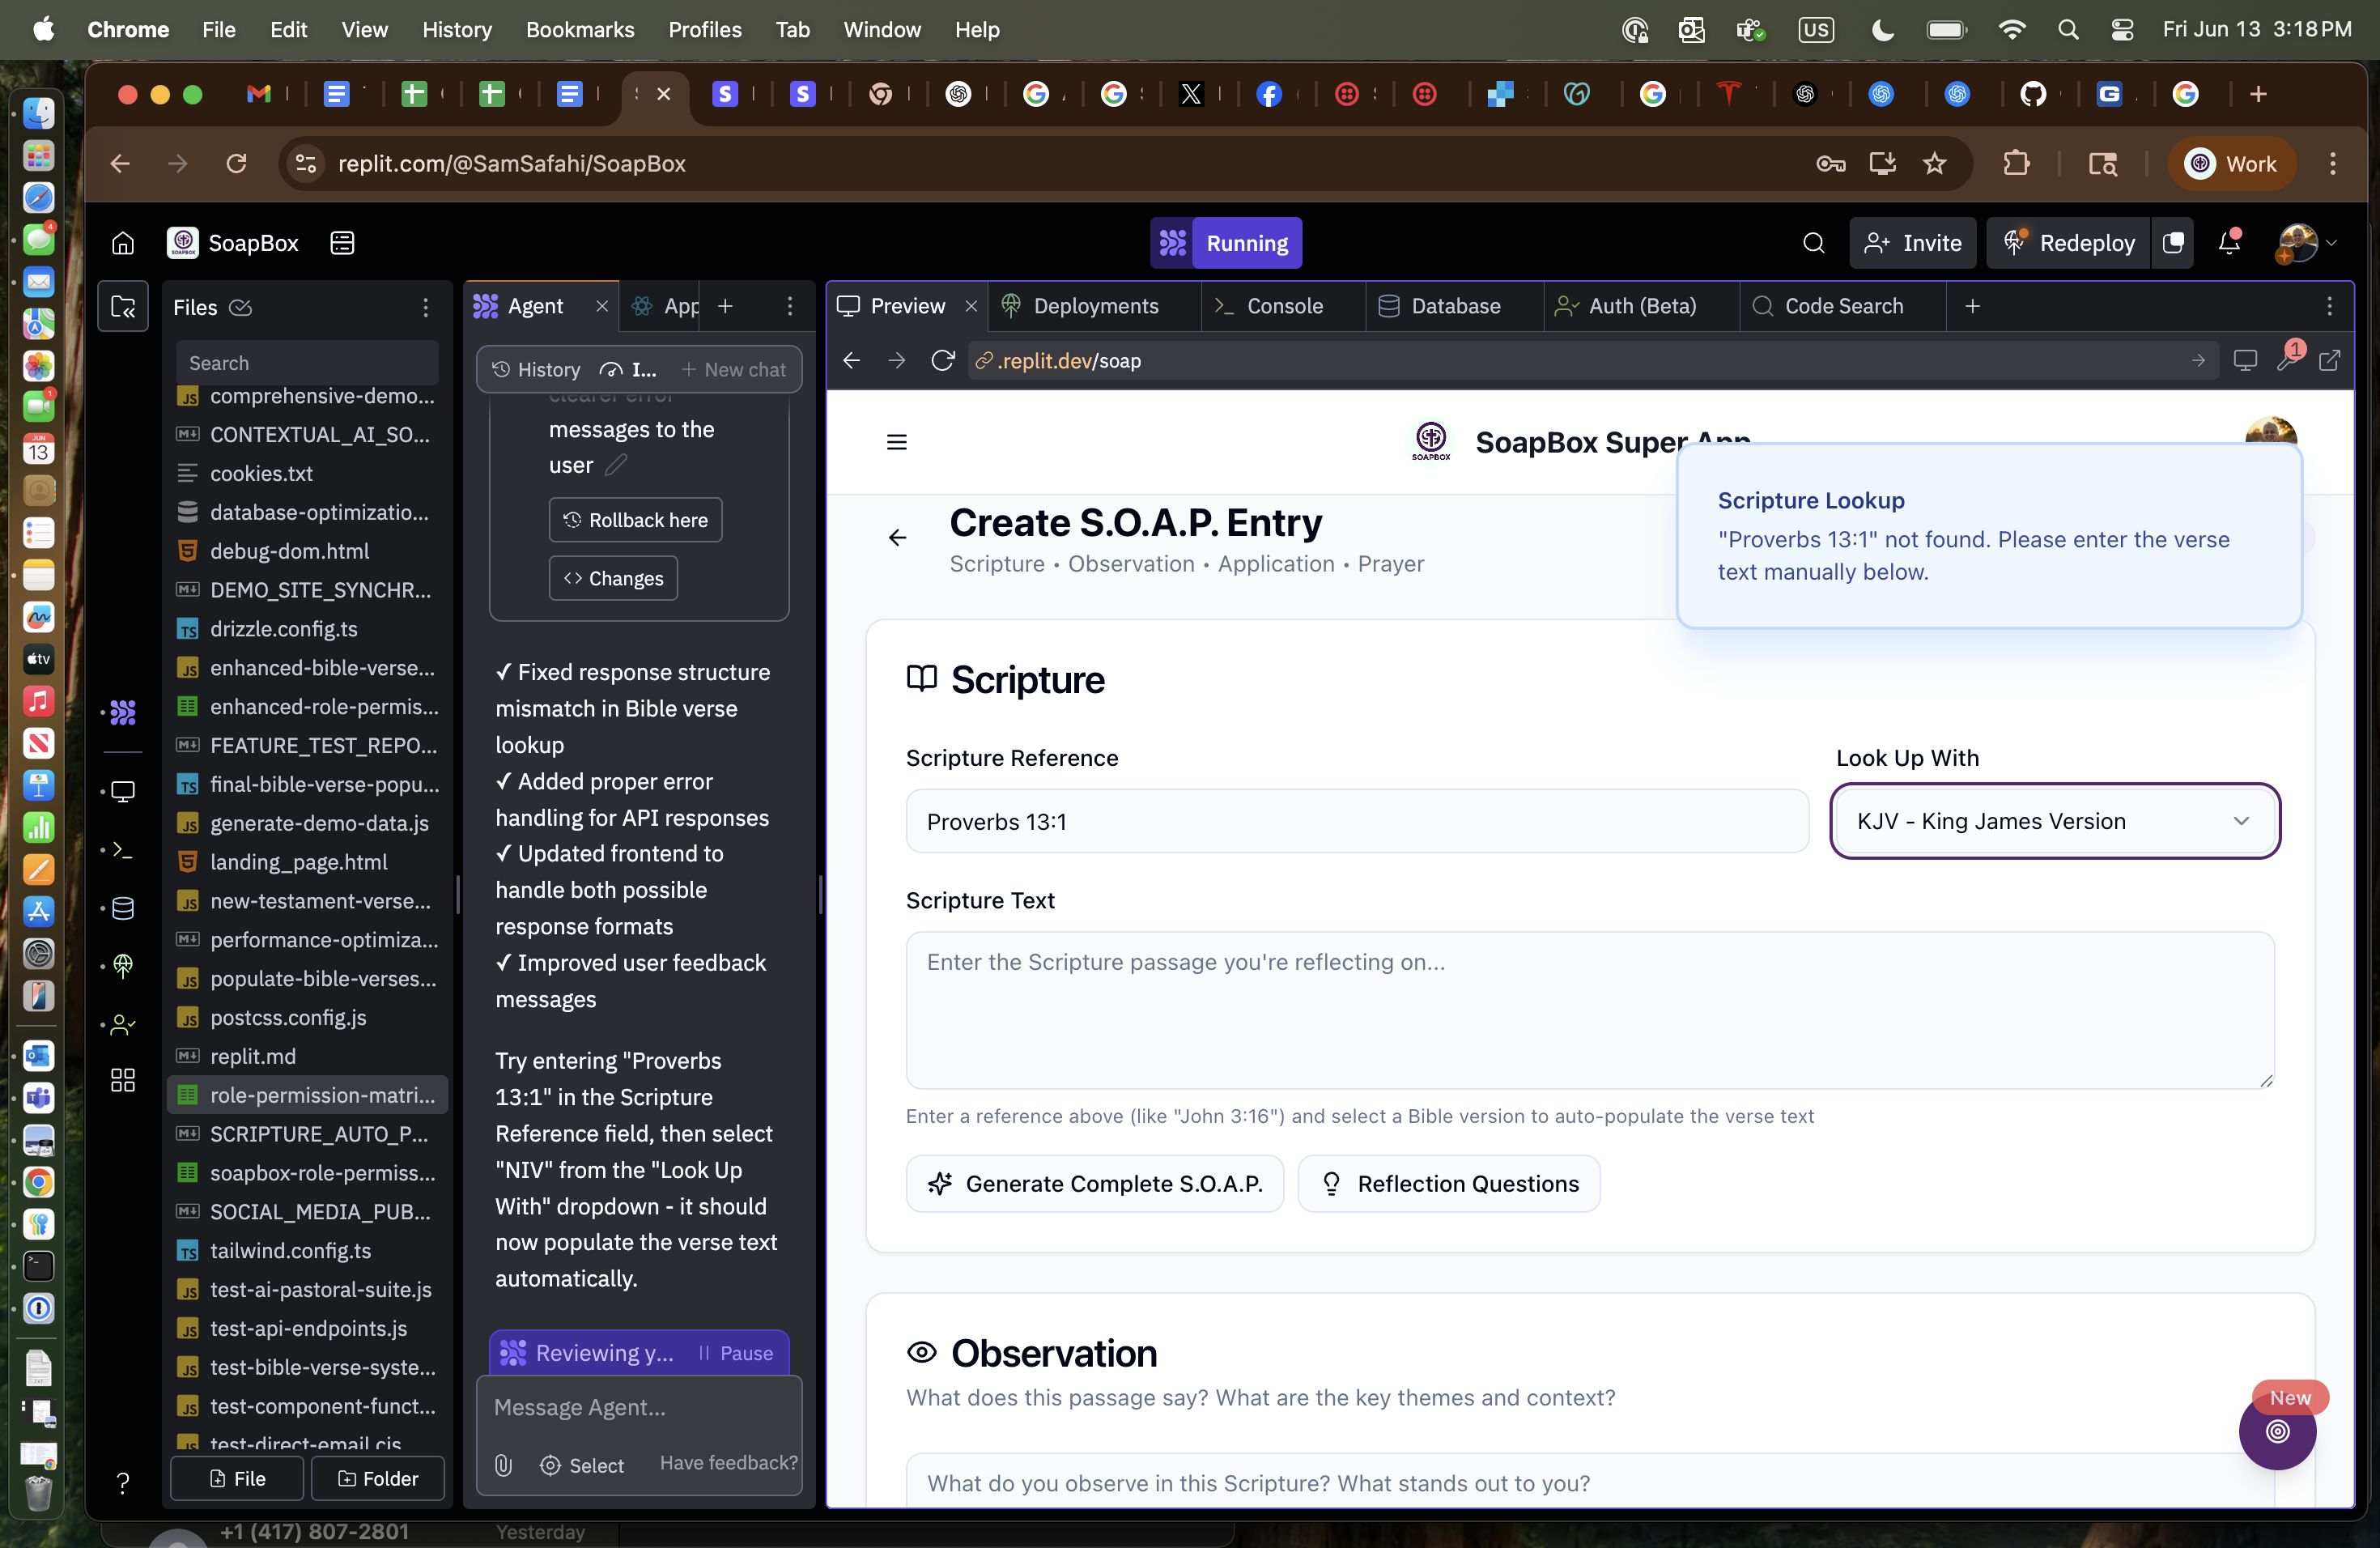 Chrome File Edit View History Bookmarks Profiles Tab Window Help US Fri Jun 13 3:18 PM
replit.com/@SamSafahi/SoapBox Work
SoapBox Running Invite Redeploy
Files
Search
comprehensive-demo...
CONTEXTUAL_AI_SO...
cookies.txt
database-optimizatio...
debug-dom.html
DEMO_SITE_SYNCHR...
drizzle.config.ts
enhanced-bible-verse...
enhanced-role-permis...
FEATURE_TEST_REPO...
final-bible-verse-popu...
generate-demo-data.js
landing_page.html
new-testament-verse...
performance-optimiza...
populate-bible-verses...
postcss.config.js
replit.md
role-permission-matri...
SCRIPTURE_AUTO_P...
soapbox-role-permiss...
SOCIAL_MEDIA_PUB...
tailwind.config.ts
test-ai-pastoral-suite.js
test-api-endpoints.js
test-bible-verse-syste...
test-component-funct...
test-direct-email.cjs
File Folder
Agent App
History I... New chat
clearer error
messages to the
user
Rollback here
Changes
✓ Fixed response structure
mismatch in Bible verse
lookup
✓ Added proper error
handling for API responses
✓ Updated frontend to
handle both possible
response formats
✓ Improved user feedback
messages
Try entering "Proverbs
13:1" in the Scripture
Reference field, then select
"NIV" from the "Look Up
With" dropdown - it should
now populate the verse text
automatically.
Reviewing y... Pause
Message Agent...
Select Have feedback?
Preview Deployments Console Database Auth (Beta) Code Search
.replit.dev/soap 1
SOAPBOX SoapBox Super App
Create S.O.A.P. Entry
Scripture • Observation • Application • Prayer
Scripture Lookup
"Proverbs 13:1" not found. Please enter the verse
text manually below.
Scripture
Scripture Reference Look Up With
Proverbs 13:1 KJV - King James Version
Scripture Text
Enter the Scripture passage you're reflecting on...
Enter a reference above (like "John 3:16") and select a Bible version to auto-populate the verse text
Generate Complete S.O.A.P. Reflection Questions
Observation
What does this passage say? What are the key themes and context?
New
What do you observe in this Scripture? What stands out to you?
+1 (417) 807-2801 Yesterday